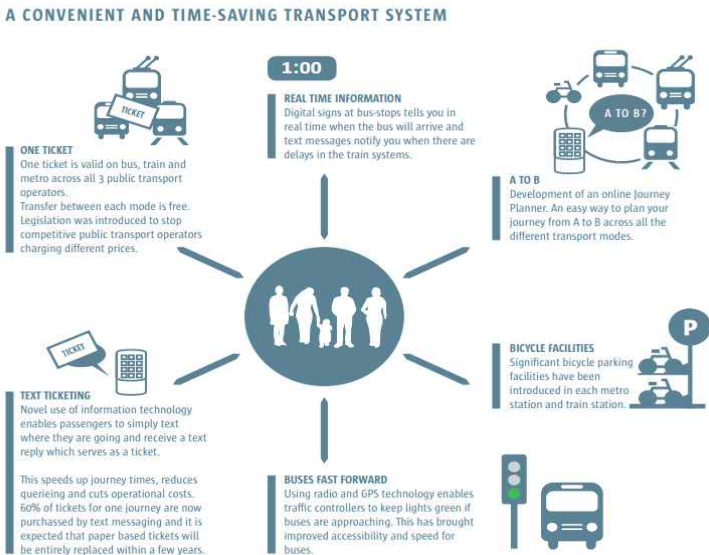 A CONVENIENT AND TIME-SAVING TRANSPORT SYSTEM
TICKET
ONE TICKET
One ticket is valid on bus, train and
metro across all 3 public transport
operators.
Transfer between each mode is free.
Legislation was introduced to stop
competitive public transport operators
charging different prices.
1:00
REAL TIME INFORMATION
Digital signs at bus-stops tells you in
real time when the bus will arrive and
text messages notify you when there are
delays in the train systems.
A TO B?
A TO B
Development of an online Journey
Planner. An easy way to plan your
journey from A to B across all the
different transport modes.
TICKET
TEXT TICKETING
Novel use of information technology
enables passengers to simply text
where they are going and receive a text
reply which serves as a ticket.
This speeds up journey times, reduces
querieing and cuts operational costs.
60% of tickets for one journey are now
purchassed by text messaging and it is
expected that paper based tickets will
be entirely replaced within a few years.
BUSES FAST FORWARD
Using radio and GPS technology enables
traffic controllers to keep lights green if
buses are approaching. This has brought
improved accessibility and speed for
buses.
P
BICYCLE FACILITIES
Significant bicycle parking
facilities have been
introduced in each metro
station and train station.